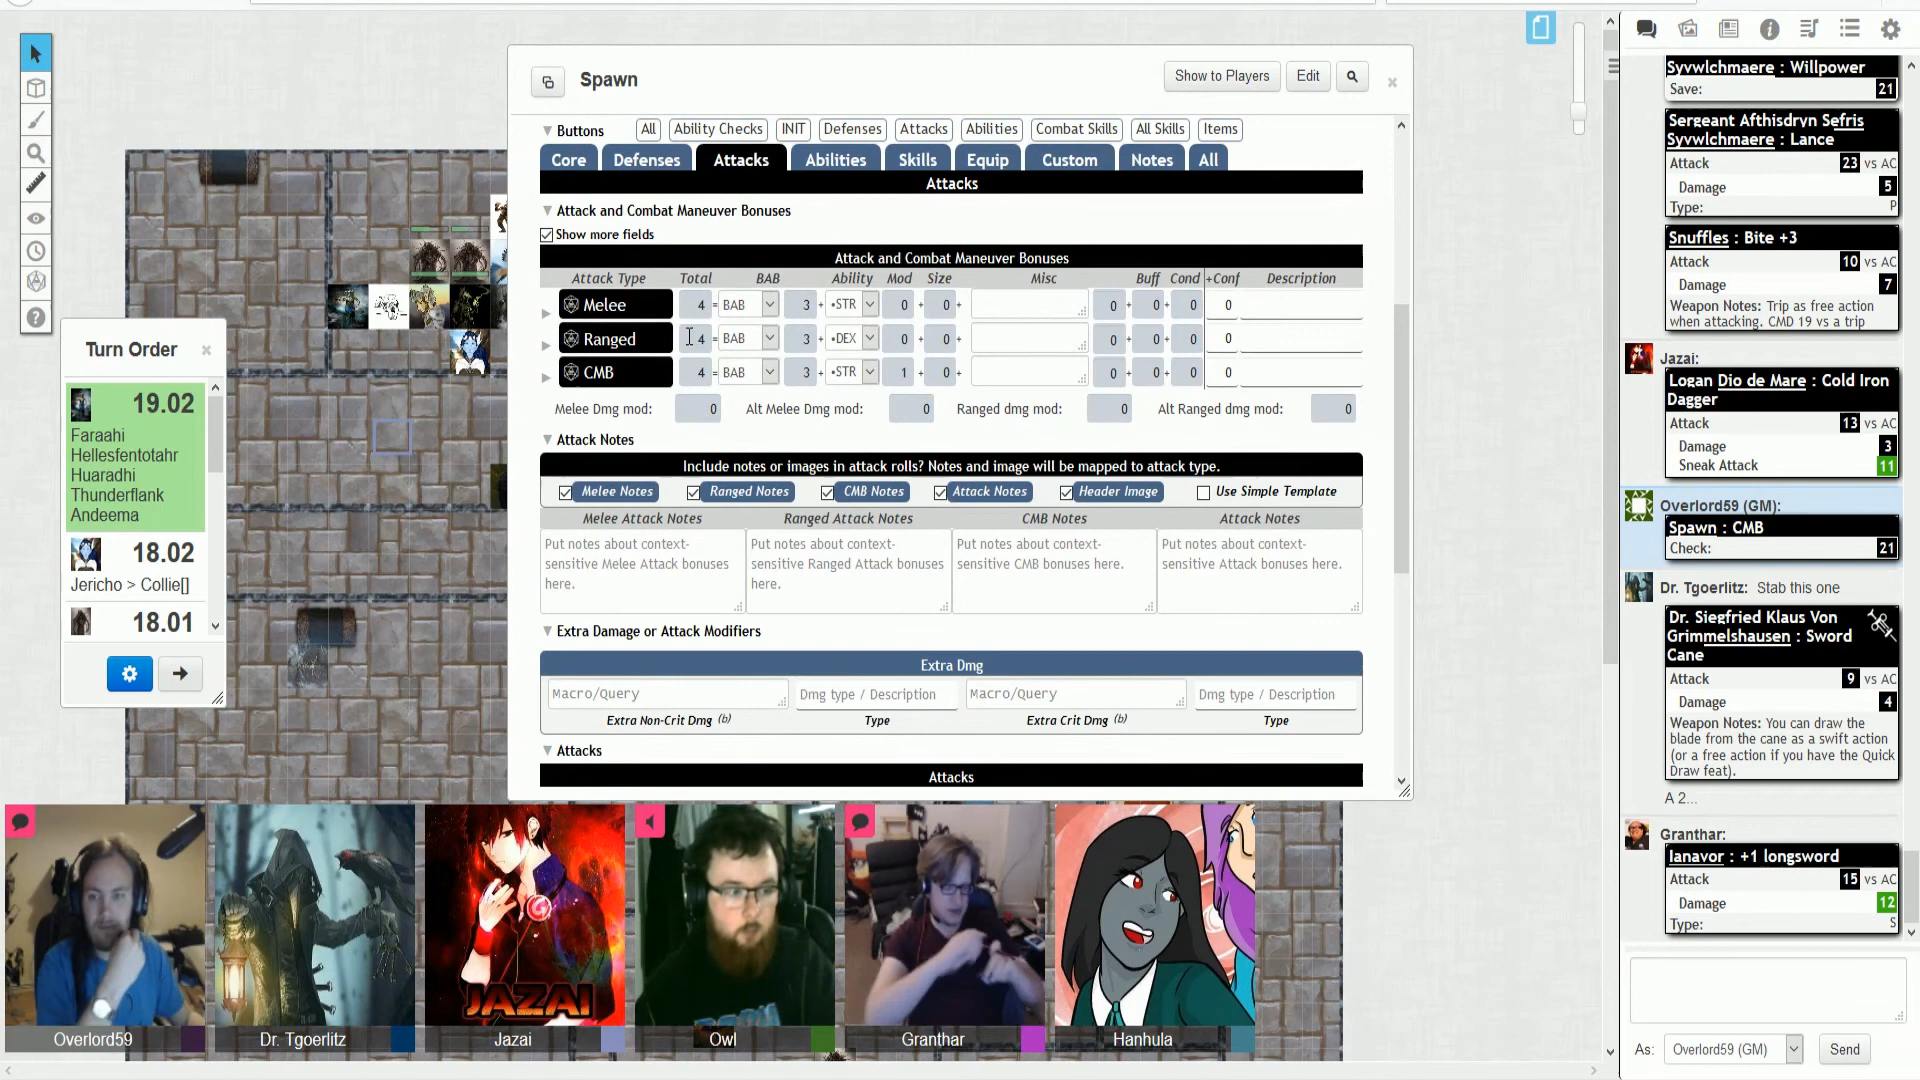 Spawn
Show to Players
Edit
Buttons
All
Ability Checks
INIT
Defenses
Attacks
Abilities
Combat Skills
All Skills
Items
Core
Defenses
Attacks
Abilities
Skills
Equip
Custom
Notes
All
Attacks
Attack and Combat Maneuver Bonuses
Show more fields
Attack and Combat Maneuver Bonuses
Attack Type Total BAB Ability Mod Size Misc Buff Cond +Conf Description
Melee 4 = BAB 3 + •STR 0 + 0 + 0 + 0 + 0 0
Ranged 4 = BAB 3 + •DEX 0 + 0 + 0 + 0 + 0 0
CMB 4 = BAB 3 + •STR 1 + 0 + 0 + 0 + 0 0
Melee Dmg mod: 0 Alt Melee Dmg mod: 0 Ranged dmg mod: 0 Alt Ranged dmg mod: 0
Attack Notes
Include notes or images in attack rolls? Notes and image will be mapped to attack type.
Melee Notes Ranged Notes CMB Notes Attack Notes Header Image Use Simple Template
Melee Attack Notes Ranged Attack Notes CMB Notes Attack Notes
Put notes about context-
sensitive Melee Attack bonuses
here.
Put notes about context-
sensitive Ranged Attack bonuses
here.
Put notes about context-
sensitive CMB bonuses here.
Put notes about context-
sensitive Attack bonuses here.
Extra Damage or Attack Modifiers
Extra Dmg
Macro/Query Dmg type / Description Macro/Query Dmg type / Description
Extra Non-Crit Dmg (b) Type Extra Crit Dmg (b) Type
Attacks
Attacks
Turn Order
19.02
Faraahi
Hellesfentotahr
Huaradhi
Thunderflank
Andeema
18.02
Jericho > Collie[]
18.01
JAZAI
Overlord59
Dr. Tgoerlitz
Jazai
Owl
Granthar
Hanhula
Syvwlchmaere : Willpower
Save: 21
Sergeant Afthisdryn Sefris
Syvwlchmaere : Lance
Attack 23 vs AC
Damage 5
Type: P
Snuffles : Bite +3
Attack 10 vs AC
Damage 7
Weapon Notes: Trip as free action
when attacking. CMD 19 vs a trip
Jazai:
Logan Dio de Mare : Cold Iron
Dagger
Attack 13 vs AC
Damage 3
Sneak Attack 11
Overlord59 (GM):
Spawn : CMB
Check: 21
Dr. Tgoerlitz: Stab this one
Dr. Siegfried Klaus Von
Grimmelshausen : Sword
Cane
Attack 9 vs AC
Damage 4
Weapon Notes: You can draw the
blade from the cane as a swift action
(or a free action if you have the Quick
Draw feat).
A 2...
Granthar:
Ianavor : +1 longsword
Attack 15 vs AC
Damage 12
Type: S
As: Overlord59 (GM) Send